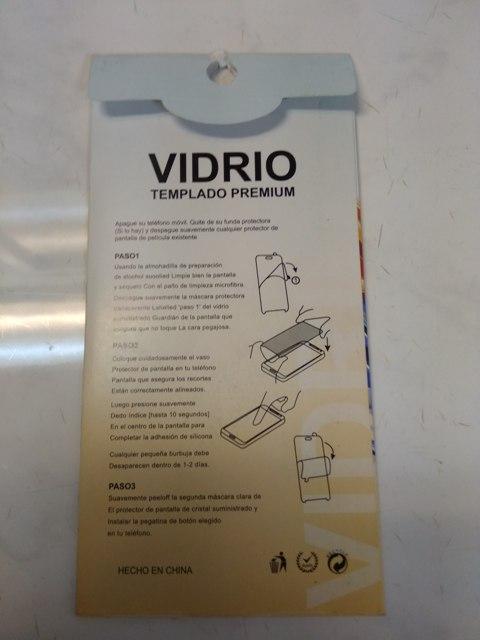 VIDRIO
TEMPLADO PREMIUM
Apague su teléfono móvil. Quite de su funda protectora
(Si lo hay) y despegue suavemente cualquier protector de
pantalla de película existente
PASO1
Usando la almohadilla de preparación
de alcohol suoolied Limpie bien la pantalla
y sequelo Con el paño de limpieza microfibra
Despegue suavemente la máscara protectora
transparente Labelled "paso 1" del vidrio
suministrado Guardián de la pantalla que
asegura que no toque La cara pegajosa.
PASO2
Coloque cuidadosamente el vaso
Protector de pantalla en tu teléfono
Pantalla que asegura los recortes
Están correctamente alineados.
Luego presione suavemente
Dedo índice [hasta 10 segundos]
En el centro de la pantalla para
Completar la adhesión de silicona
Cualquier pequeña burbuja debe
Desaparecen dentro de 1-2 días.
PASO3
Suavemente peeloff la segunda máscara clara de
El protector de pantalla de cristal suministrado y
Instalar la pegatina de botón elegido
en tu teléfono.
HECHO EN CHINA
VIDRI